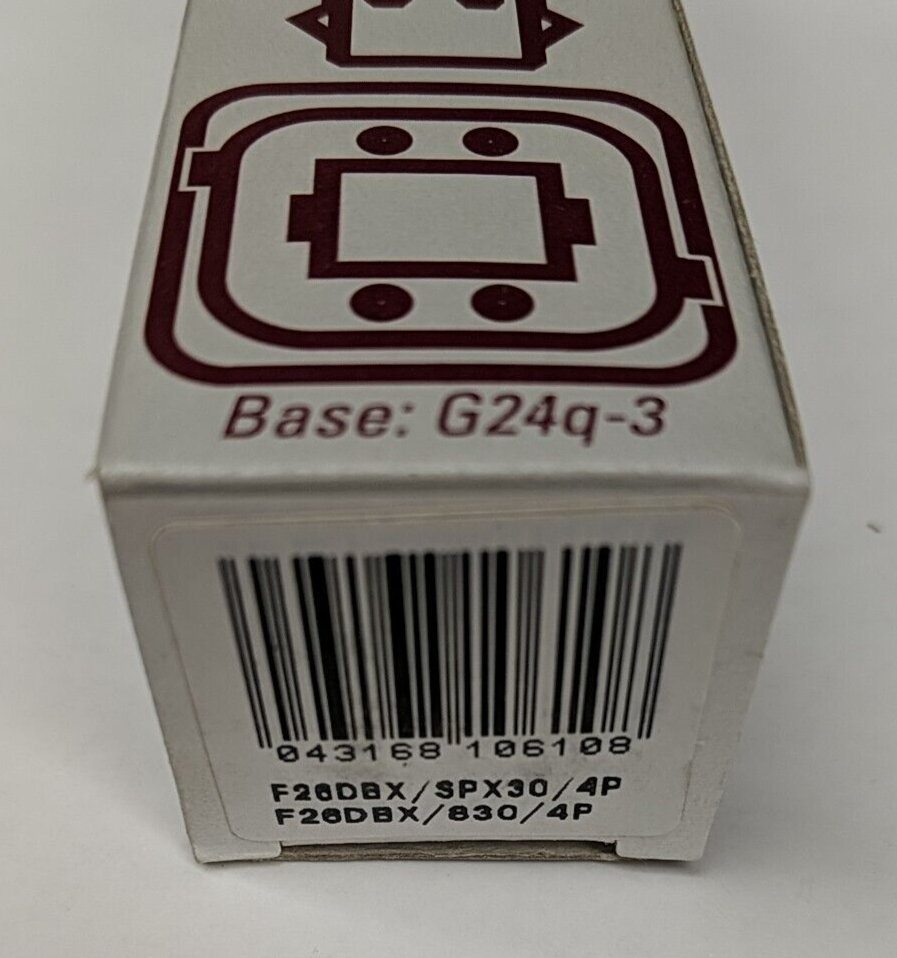 Base: G24q-3
043168 106108
F26DBX/SPX30/4P
F26DBX/830/4P